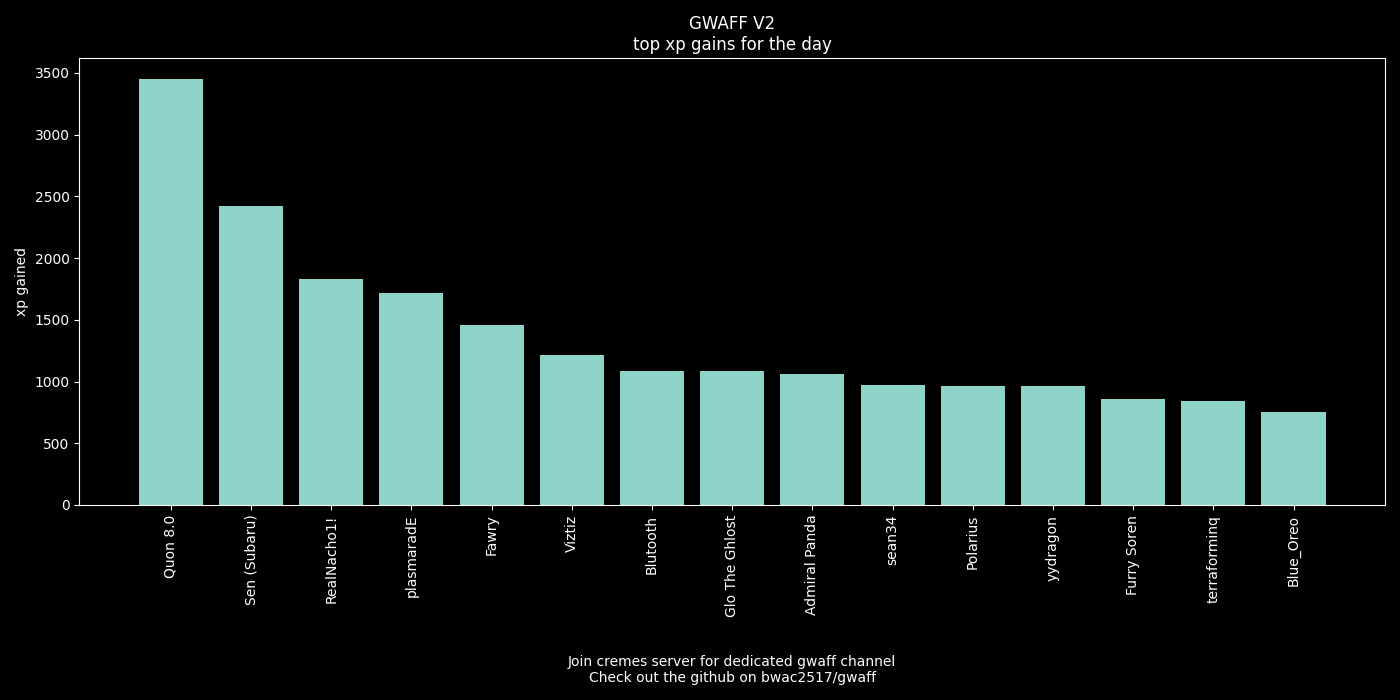 GWAFF V2
top xp gains for the day
xp gained
3500
3000
2500
2000
1500
1000
500
0
Quon 8.0
Sen (Subaru)
RealNacho1!
plasmaradE
Fawry
Viztiz
Blutooth
Glo The Ghlost
Admiral Panda
sean34
Polarius
yydragon
Furry Soren
terraforminq
Blue_Oreo
Join cremes server for dedicated gwaff channel
Check out the github on bwac2517/gwaff